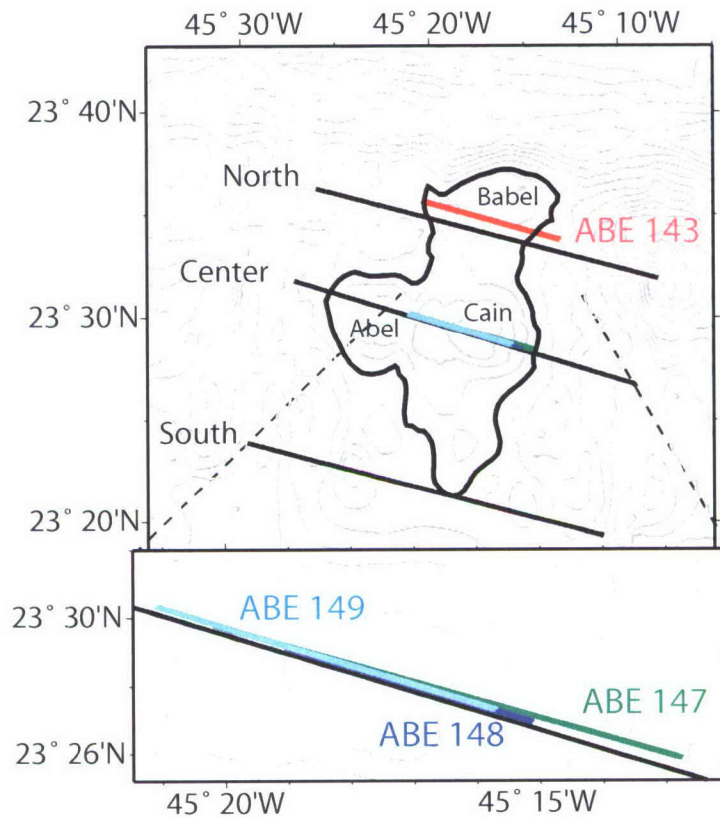 45° 30'W 45° 20'W 45° 10'W
23° 40'N
North
Babel
ABE 143
Center
23° 30'N
Cain
Abel
South
23° 20'N
ABE 149
23° 30'N
ABE 147
ABE 148
23° 26'N
45° 20'W 45° 15'W